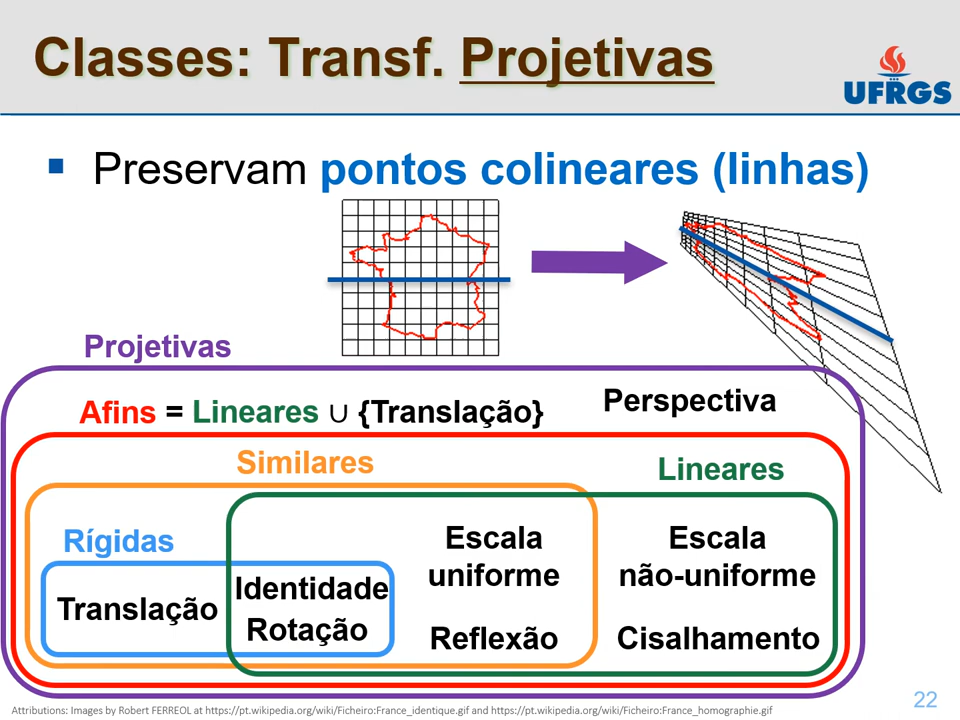 Classes: Transf. Projetivas
UFRGS
▪ Preservam pontos colineares (linhas)
Projetivas
Afins = Lineares ∪ {Translação}
Perspectiva
Similares
Lineares
Rígidas
Escala uniforme
Escala não-uniforme
Translação
Identidade
Rotação
Reflexão
Cisalhamento
22
Attributions: Images by Robert FERREOL at https://pt.wikipedia.org/wiki/Ficheiro:France_identique.gif and https://pt.wikipedia.org/wiki/Ficheiro:France_homographie.gif